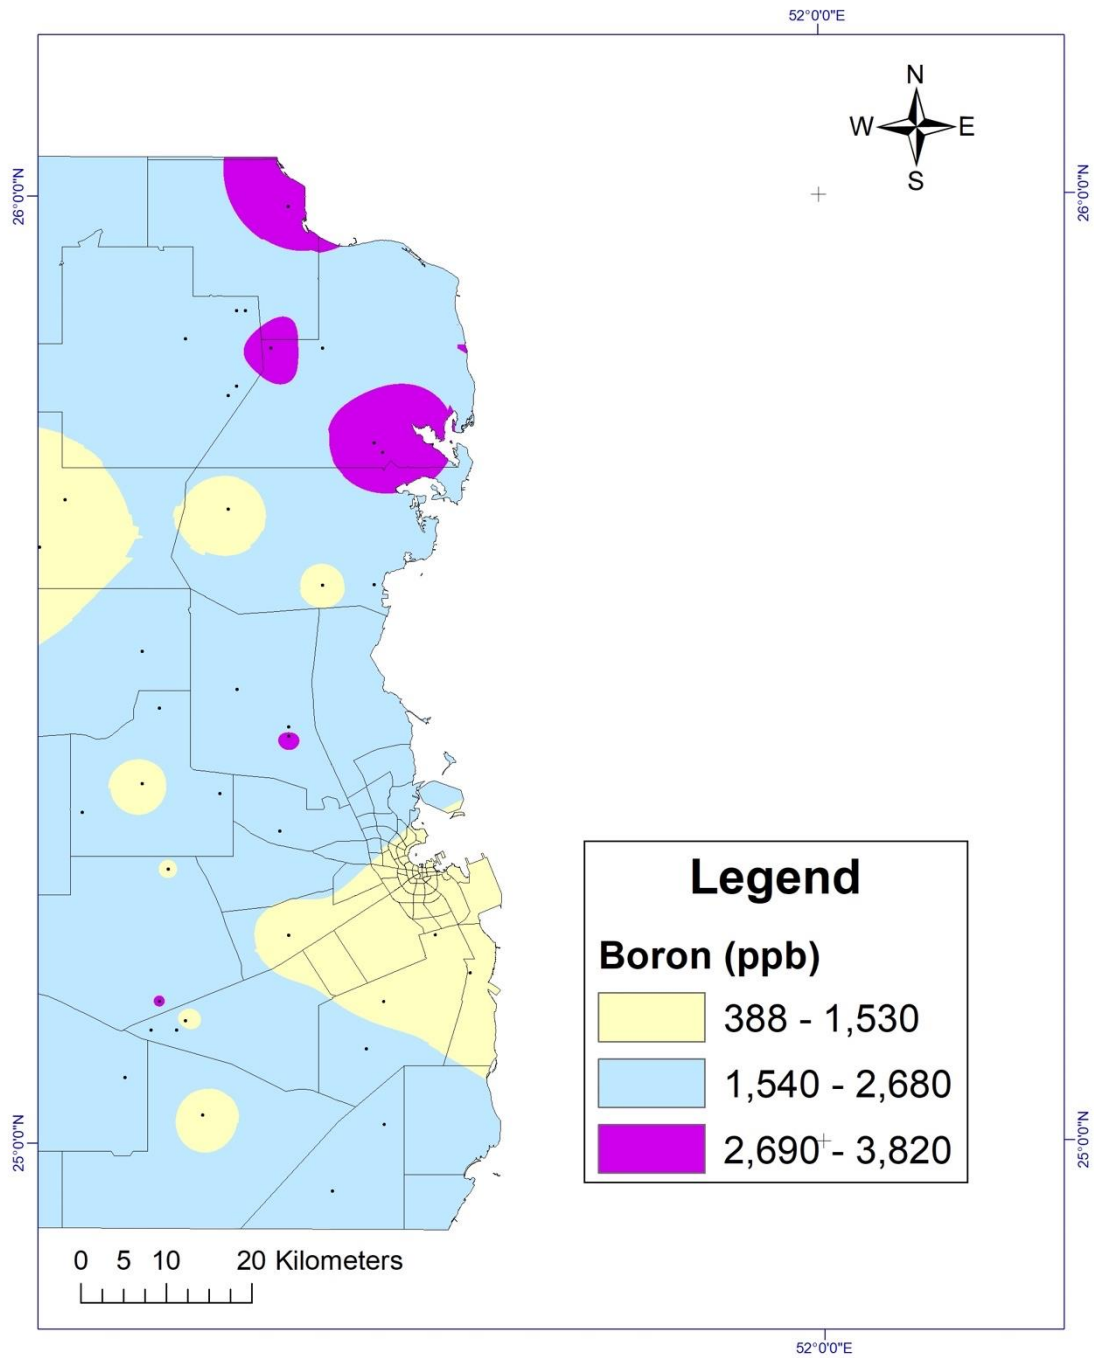 52°0'0"E
N
W E
S
26°0'0"N
26°0'0"N
Legend
Boron (ppb)
388 - 1,530
1,540 - 2,680
2,690 - 3,820
25°0'0"N
25°0'0"N
0 5 10 20 Kilometers
52°0'0"E